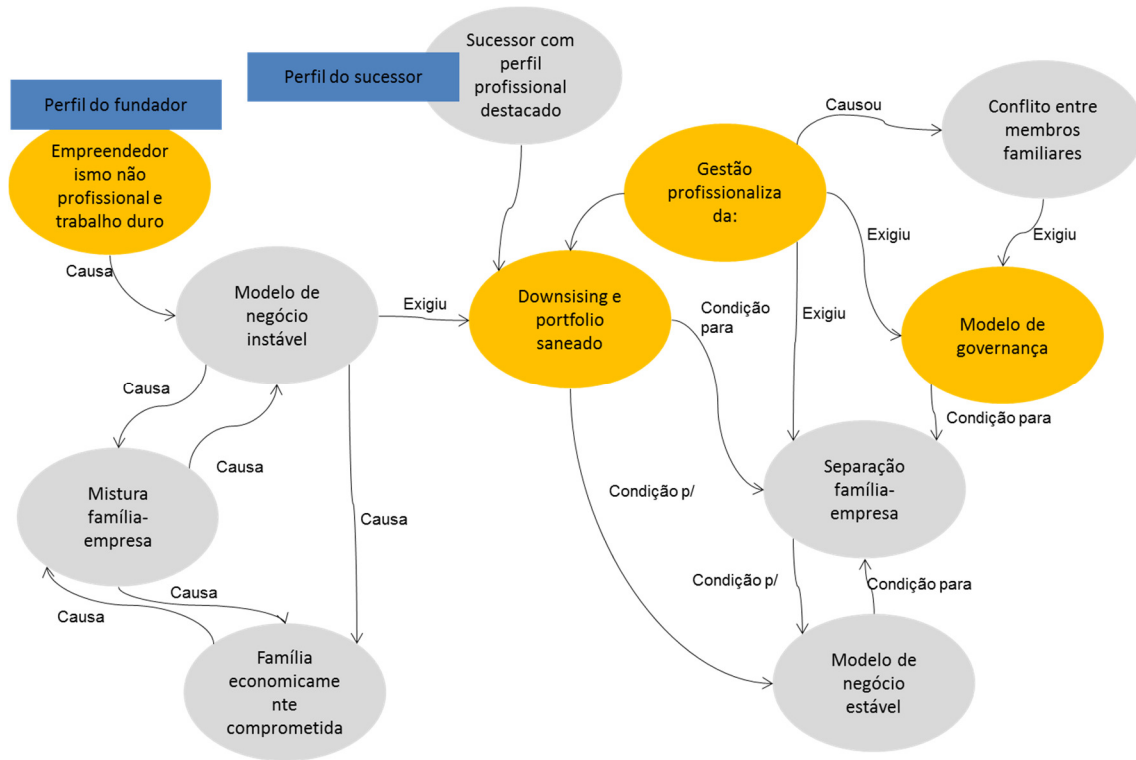 Perfil do fundador
Empreendedor
ismo não
profissional e
trabalho duro
Perfil do sucessor
Sucessor com
perfil
profissional
destacado
Causou
Conflito entre
membros
familiares
Gestão
profissionaliza
da:
Exigiu
Exigiu
Causa
Modelo de
negócio
instável
Exigiu
Downsising e
portfolio
saneado
Condição
para
Exigiu
Modelo de
governança
Causa
Causa
Condição para
Mistura
família-
empresa
Causa
Condição p/
Separação
família-
empresa
Causa
Causa
Condição p/
Condição para
Família
economicame
nte
comprometida
Modelo de
negócio
estável